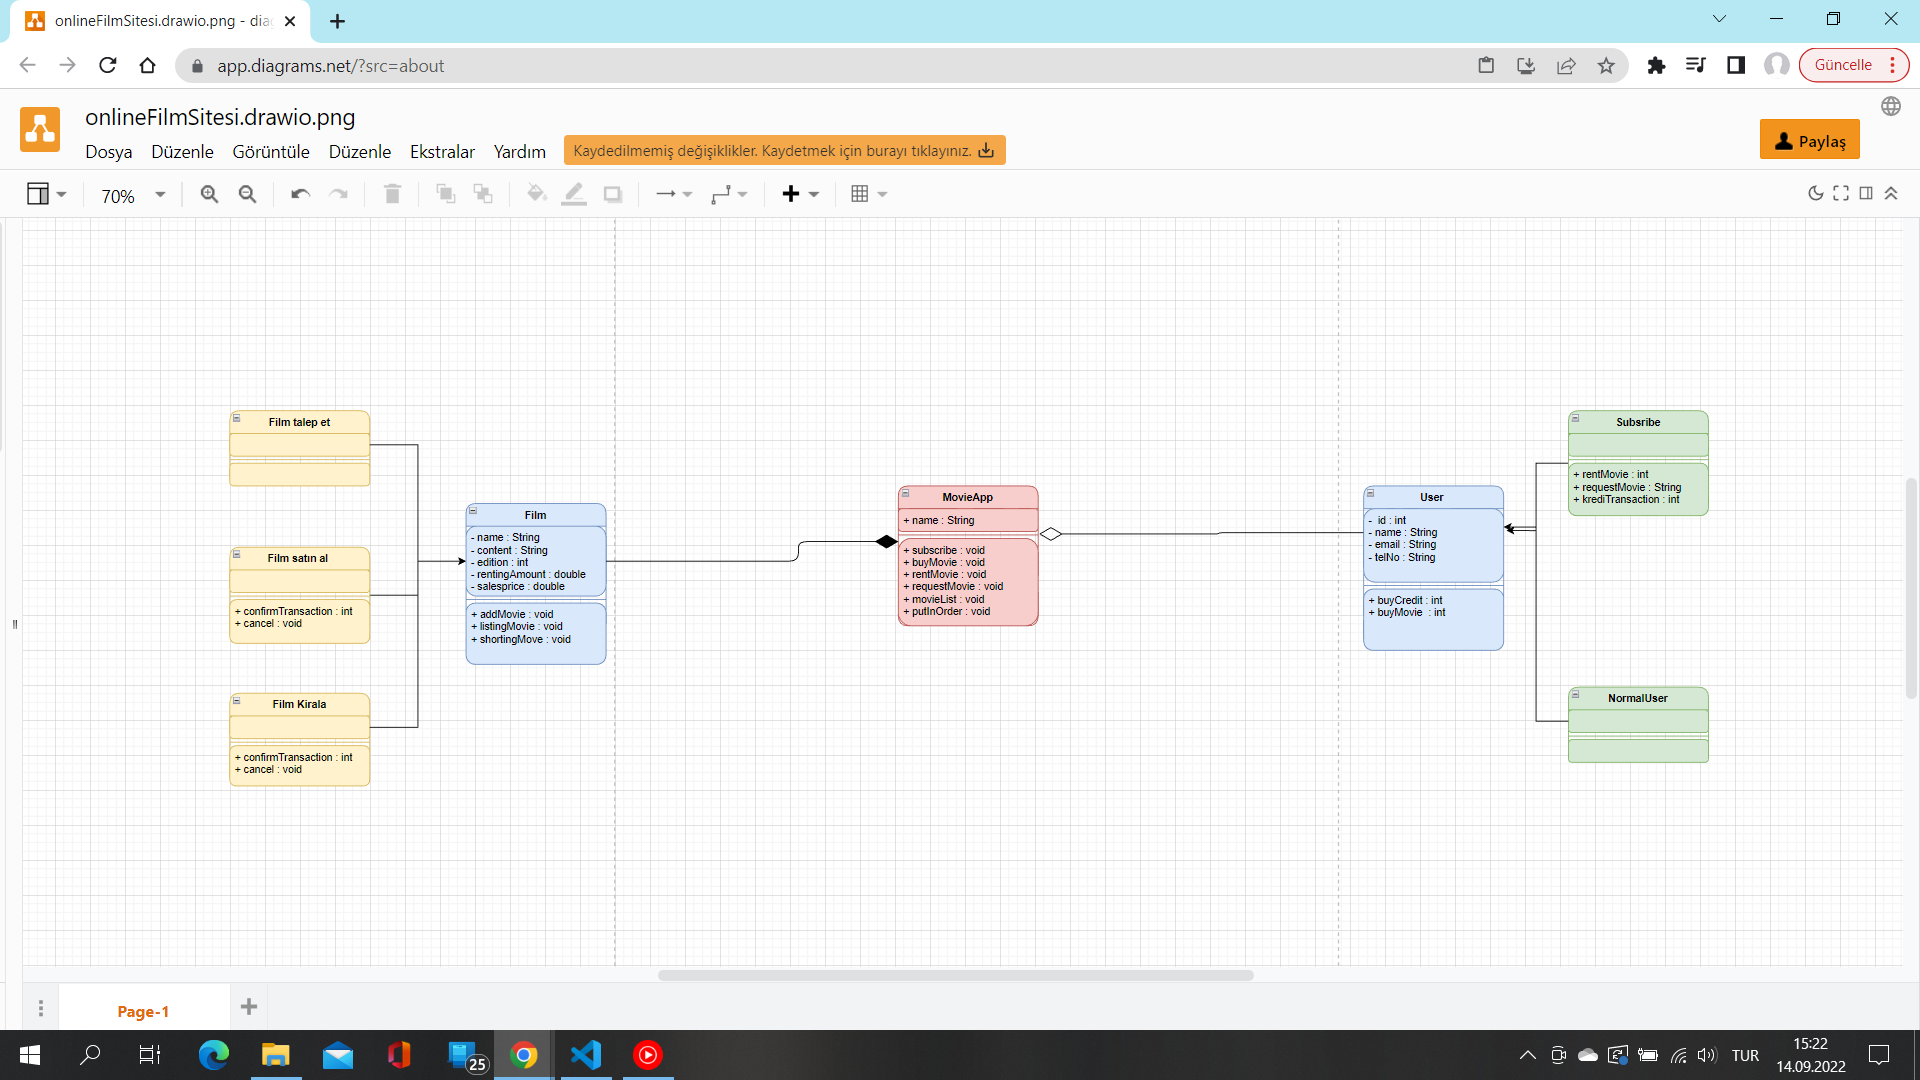 onlineFilmSitesi.drawio.png - dia
app.diagrams.net/?src=about
Güncelle
onlineFilmSitesi.drawio.png
Dosya Düzenle Görüntüle Düzenle Ekstralar Yardım
Kaydedilmemiş değişiklikler. Kaydetmek için burayı tıklayınız.
Paylaş
70%
Film talep et
Film satın al
+ confirmTransaction : int
+ cancel : void
Film Kirala
+ confirmTransaction : int
+ cancel : void
Film
- name : String
- content : String
- edition : int
- rentingAmount : double
- salesprice : double
+ addMovie : void
+ listingMovie : void
+ shortingMove : void
MovieApp
+ name : String
+ subscribe : void
+ buyMovie : void
+ rentMovie : void
+ requestMovie : void
+ movieList : void
+ putInOrder : void
User
- id : int
- name : String
- email : String
- telNo : String
+ buyCredit : int
+ buyMovie : int
Subsribe
+ rentMovie : int
+ requestMovie : String
+ krediTransaction : int
NormalUser
Page-1
25
TUR
15:22
14.09.2022